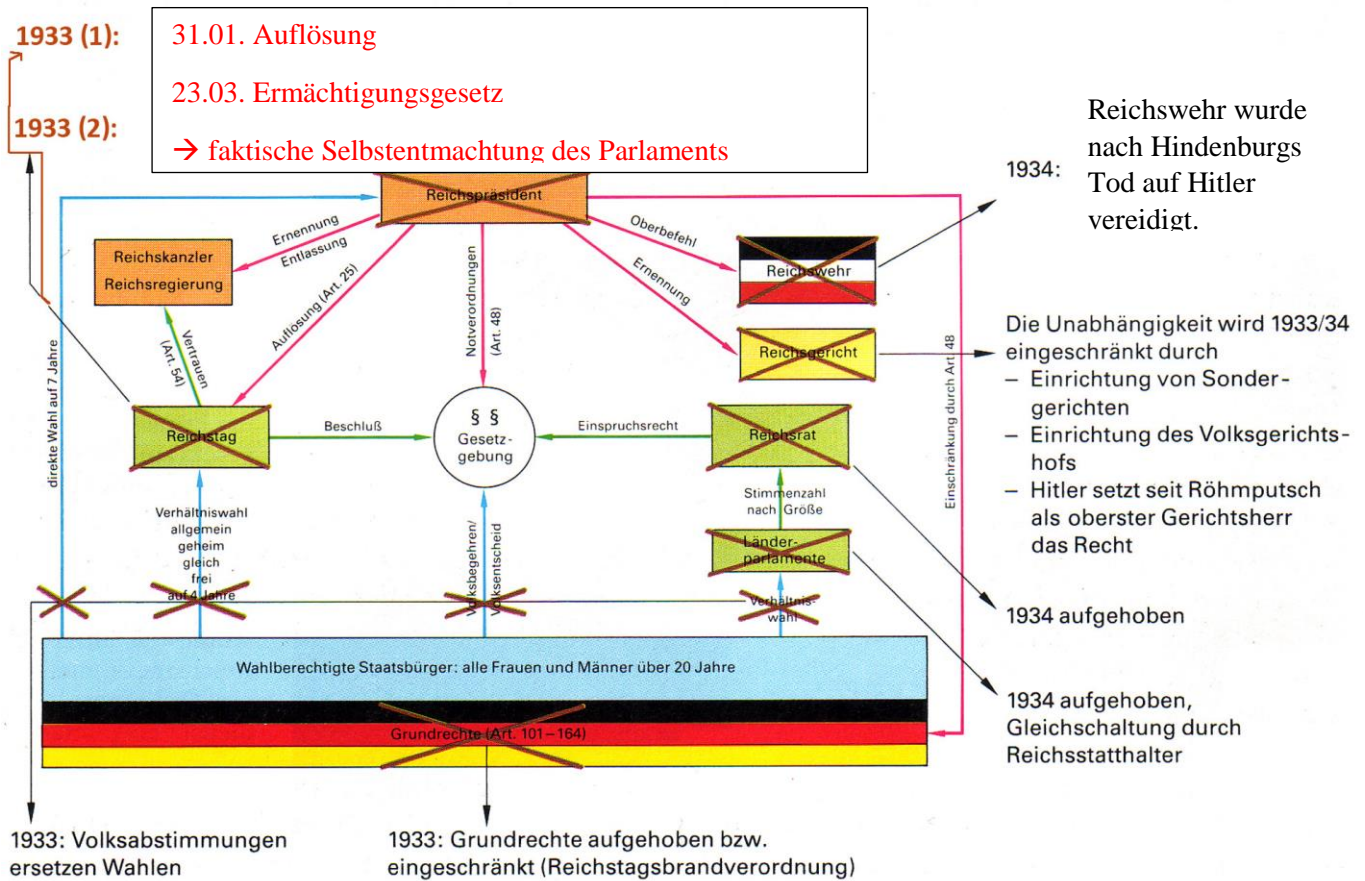 1933 (1):
31.01. Auflösung
23.03. Ermächtigungsgesetz
1933 (2):
→ faktische Selbstentmachtung des Parlaments
Reichswehr wurde
nach Hindenburgs
1934:
Tod auf Hitler
vereidigt.
Reichspräsident
Ernennung
Entlassung
Oberbefehl
Reichskanzler
Reichsregierung
Reichswehr
Ernennung
Auflösung (Art. 25)
Notverordnungen
(Art. 48)
Vertrauen
(Art. 54)
Reichsgericht
Einschränkung durch Art. 48
direkte Wahl auf 7 Jahre
Die Unabhängigkeit wird 1933/34
eingeschränkt durch
– Einrichtung von Sonder-
gerichten
– Einrichtung des Volksgerichts-
hofs
– Hitler setzt seit Röhmputsch
als oberster Gerichtsherr
das Recht
Reichstag
Beschluß
§ §
Gesetz-
gebung
Einspruchsrecht
Reichsrat
Stimmenzahl
nach Größe
Verhältniswahl
allgemein
geheim
gleich
frei
auf 4 Jahre
Volksbegehren/
Volksentscheid
Länder-
parlamente
Verhältnis-
wahl
1934 aufgehoben
Wahlberechtigte Staatsbürger: alle Frauen und Männer über 20 Jahre
1934 aufgehoben,
Gleichschaltung durch
Reichsstatthalter
Grundrechte (Art. 101–164)
1933: Volksabstimmungen
ersetzen Wahlen
1933: Grundrechte aufgehoben bzw.
eingeschränkt (Reichstagsbrandverordnung)